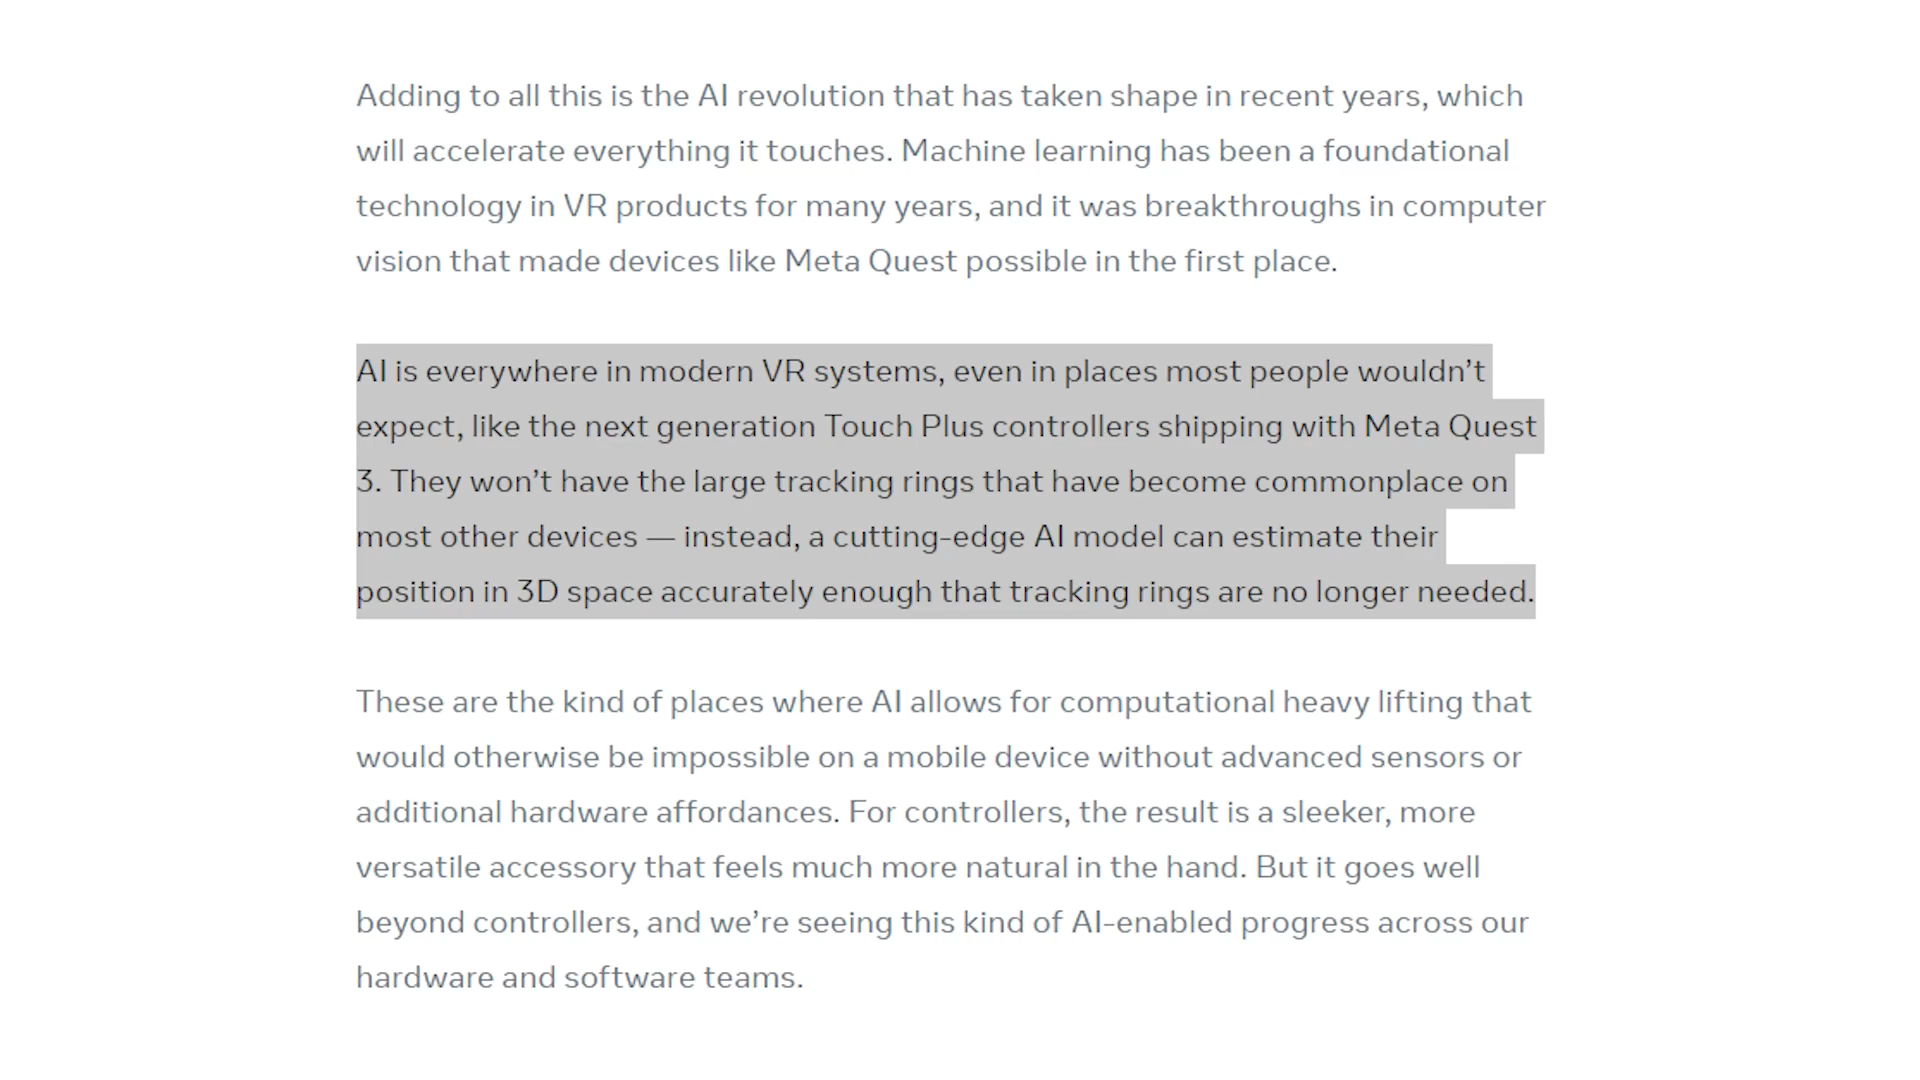 Adding to all this is the AI revolution that has taken shape in recent years, which
will accelerate everything it touches. Machine learning has been a foundational
technology in VR products for many years, and it was breakthroughs in computer
vision that made devices like Meta Quest possible in the first place.
AI is everywhere in modern VR systems, even in places most people wouldn’t
expect, like the next generation Touch Plus controllers shipping with Meta Quest
3. They won’t have the large tracking rings that have become commonplace on
most other devices — instead, a cutting-edge AI model can estimate their
position in 3D space accurately enough that tracking rings are no longer needed.
These are the kind of places where AI allows for computational heavy lifting that
would otherwise be impossible on a mobile device without advanced sensors or
additional hardware affordances. For controllers, the result is a sleeker, more
versatile accessory that feels much more natural in the hand. But it goes well
beyond controllers, and we’re seeing this kind of AI-enabled progress across our
hardware and software teams.